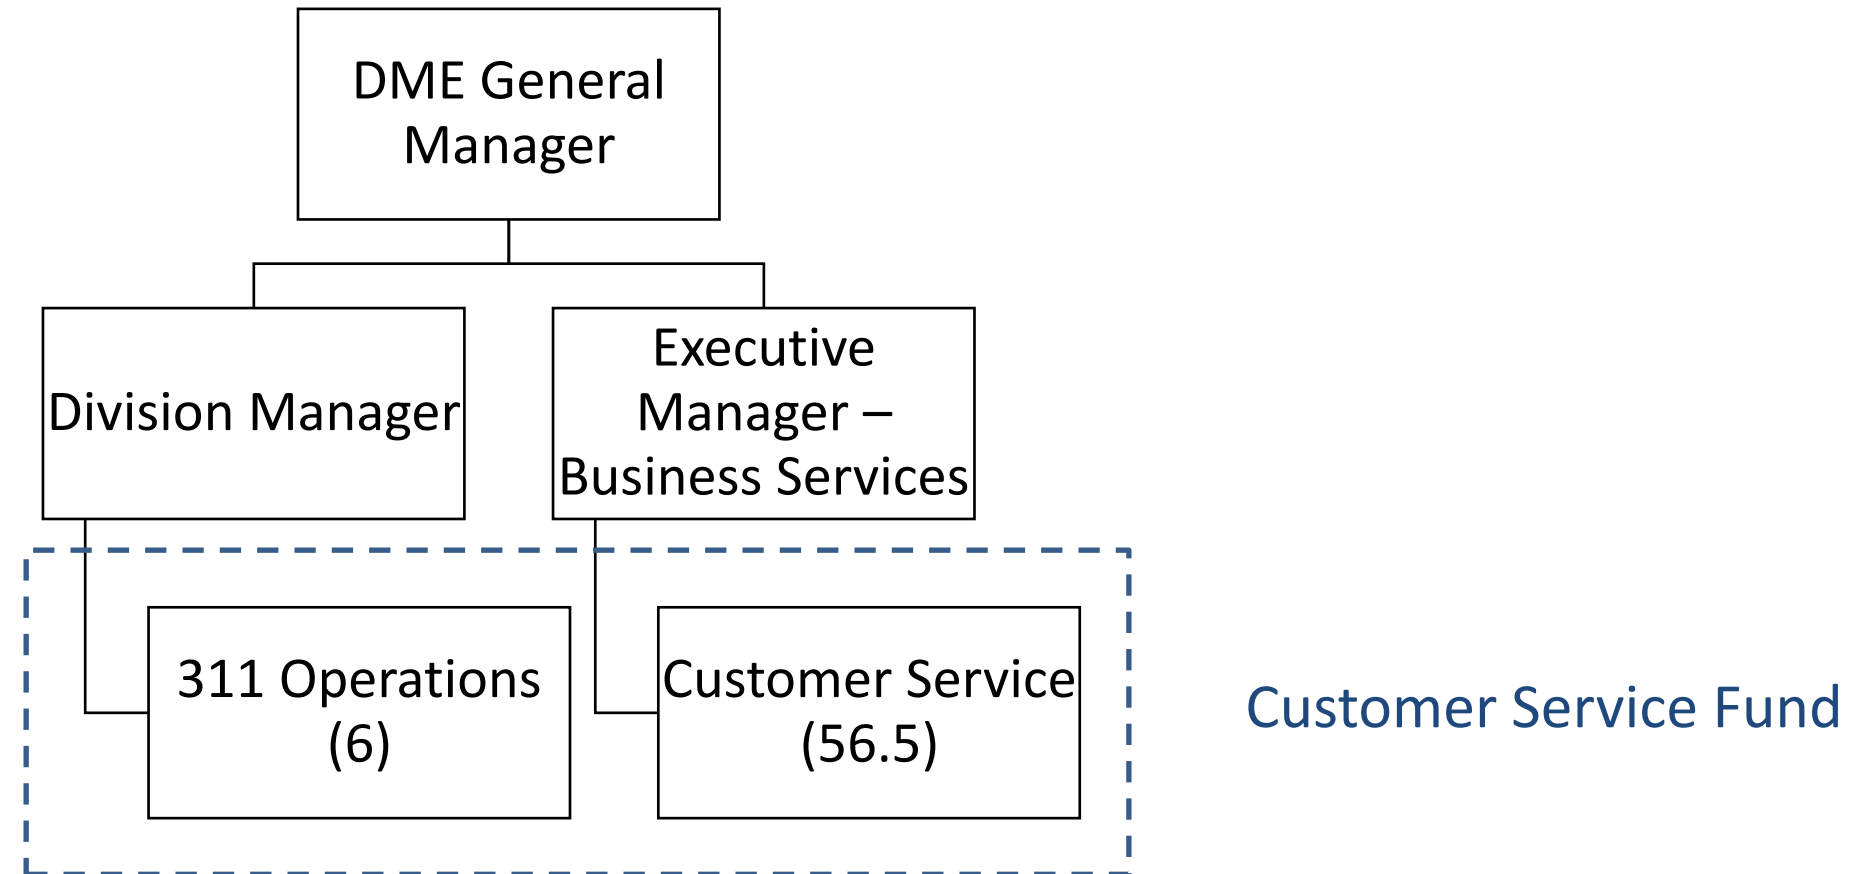 DME General
Manager
Division Manager
Executive
Manager –
Business Services
311 Operations
(6)
Customer Service
(56.5)
Customer Service Fund